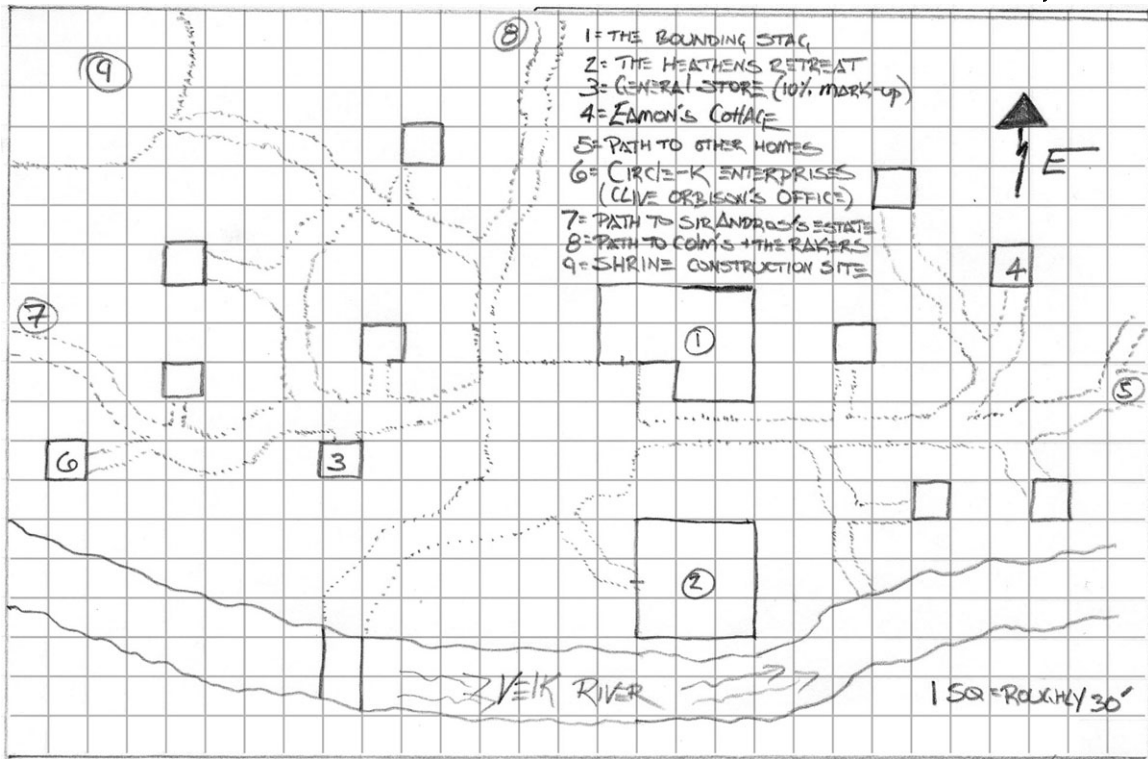 1 = THE BOUNDING STAG
2 = THE HEATHENS RETREAT
3 = GENERAL STORE (10% MARK-UP)
4 = EAMON'S COTTAGE
5 = PATH TO OTHER HOMES
6 = CIRCLE-K ENTERPRISES
(CLIVE ORBISON'S OFFICE)
7 = PATH TO SIR ANDROS'S ESTATE
8 = PATH TO COLM'S + THE RAKERS
9 = SHRINE CONSTRUCTION SITE
8
9
E
4
7
1
5
6
3
2
VELK RIVER
1 SQ = ROUGHLY 30'